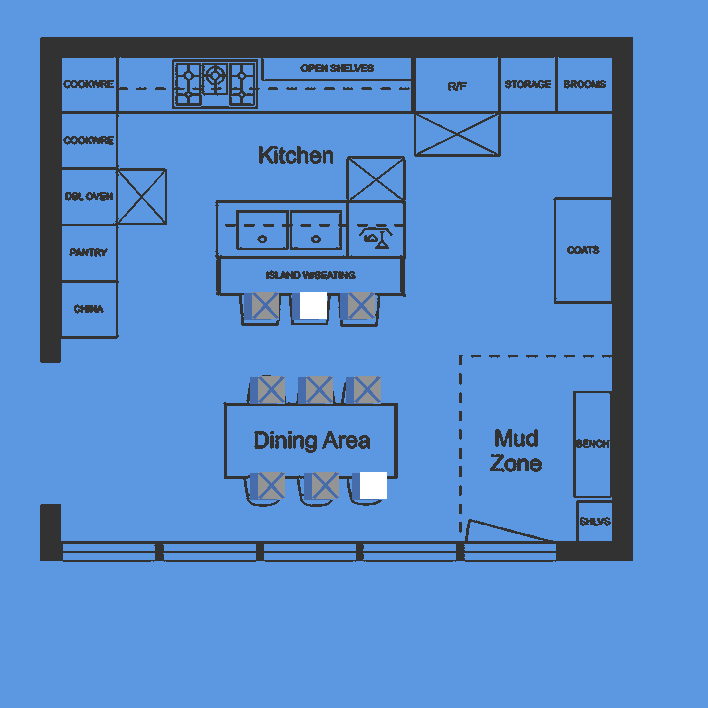 COOKWRE
OPEN SHELVES
R/F
STORAGE
BROOMS
COOKWRE
Kitchen
DBL OVEN
PANTRY
COATS
ISLAND W/SEATING
CHINA
Dining Area
Mud
Zone
BENCH
SHLVS